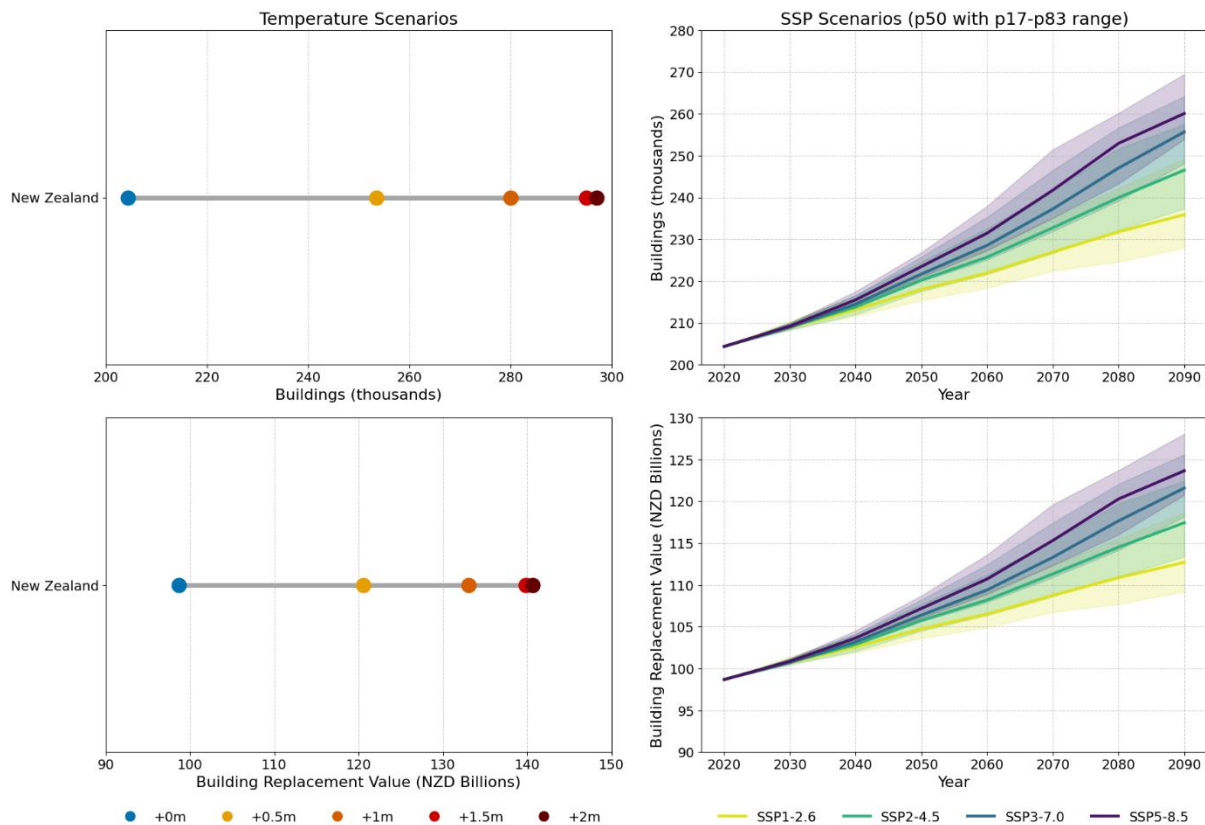 Temperature Scenarios
New Zealand
200 220 240 260 280 300
Buildings (thousands)
SSP Scenarios (p50 with p17-p83 range)
Buildings (thousands)
280
270
260
250
240
230
220
210
200
2020 2030 2040 2050 2060 2070 2080 2090
Year
New Zealand
90 100 110 120 130 140 150
Building Replacement Value (NZD Billions)
+0m +0.5m +1m +1.5m +2m
Building Replacement Value (NZD Billions)
130
125
120
115
110
105
100
95
90
2020 2030 2040 2050 2060 2070 2080 2090
Year
SSP1-2.6 SSP2-4.5 SSP3-7.0 SSP5-8.5